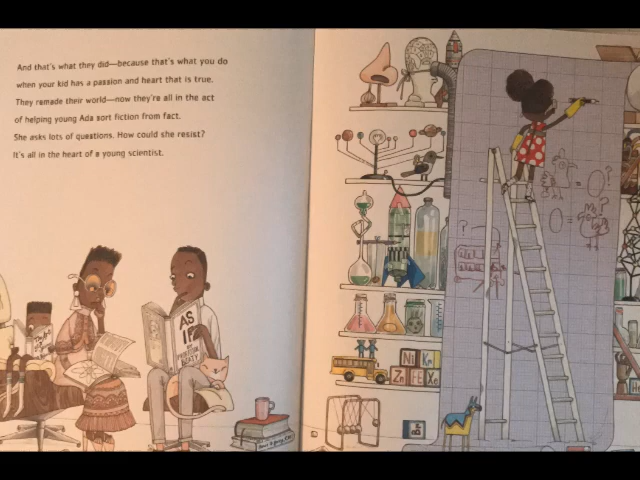 And that's what they did—because that's what you do
when your kid has a passion and heart that is true.
They remade their world—now they're all in the act
of helping young Ada sort fiction from fact.
She asks lots of questions. How could she resist?
It's all in the heart of a young scientist.
AS
IF
Ni
Zn
Xe
?
= O?
O =
?